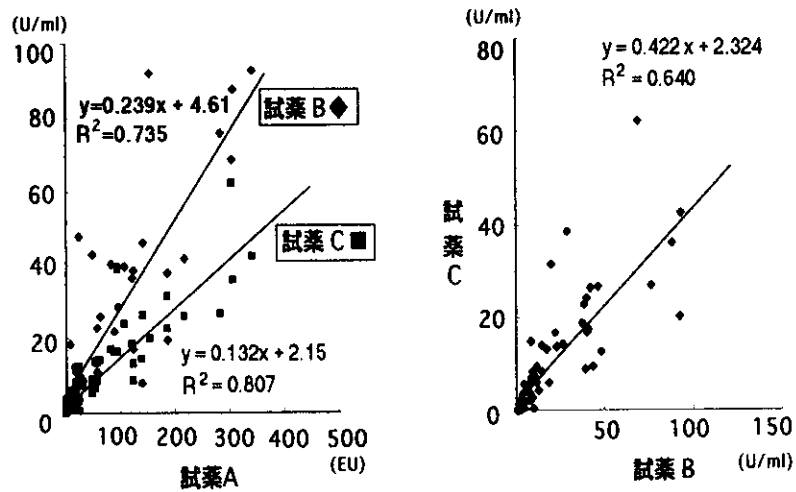 (U/ml)
100
80
60
40
20
0
y=0.239x + 4.61
R²=0.735
試薬 B◆
試薬 C■
y = 0.132x + 2.15
R² = 0.807
100 200 300 400 500
試薬A
(EU)
(U/ml)
80
60
40
20
0
y = 0.422 x + 2.324
R² = 0.640
試薬C
50 100 150
試薬 B
(U/ml)